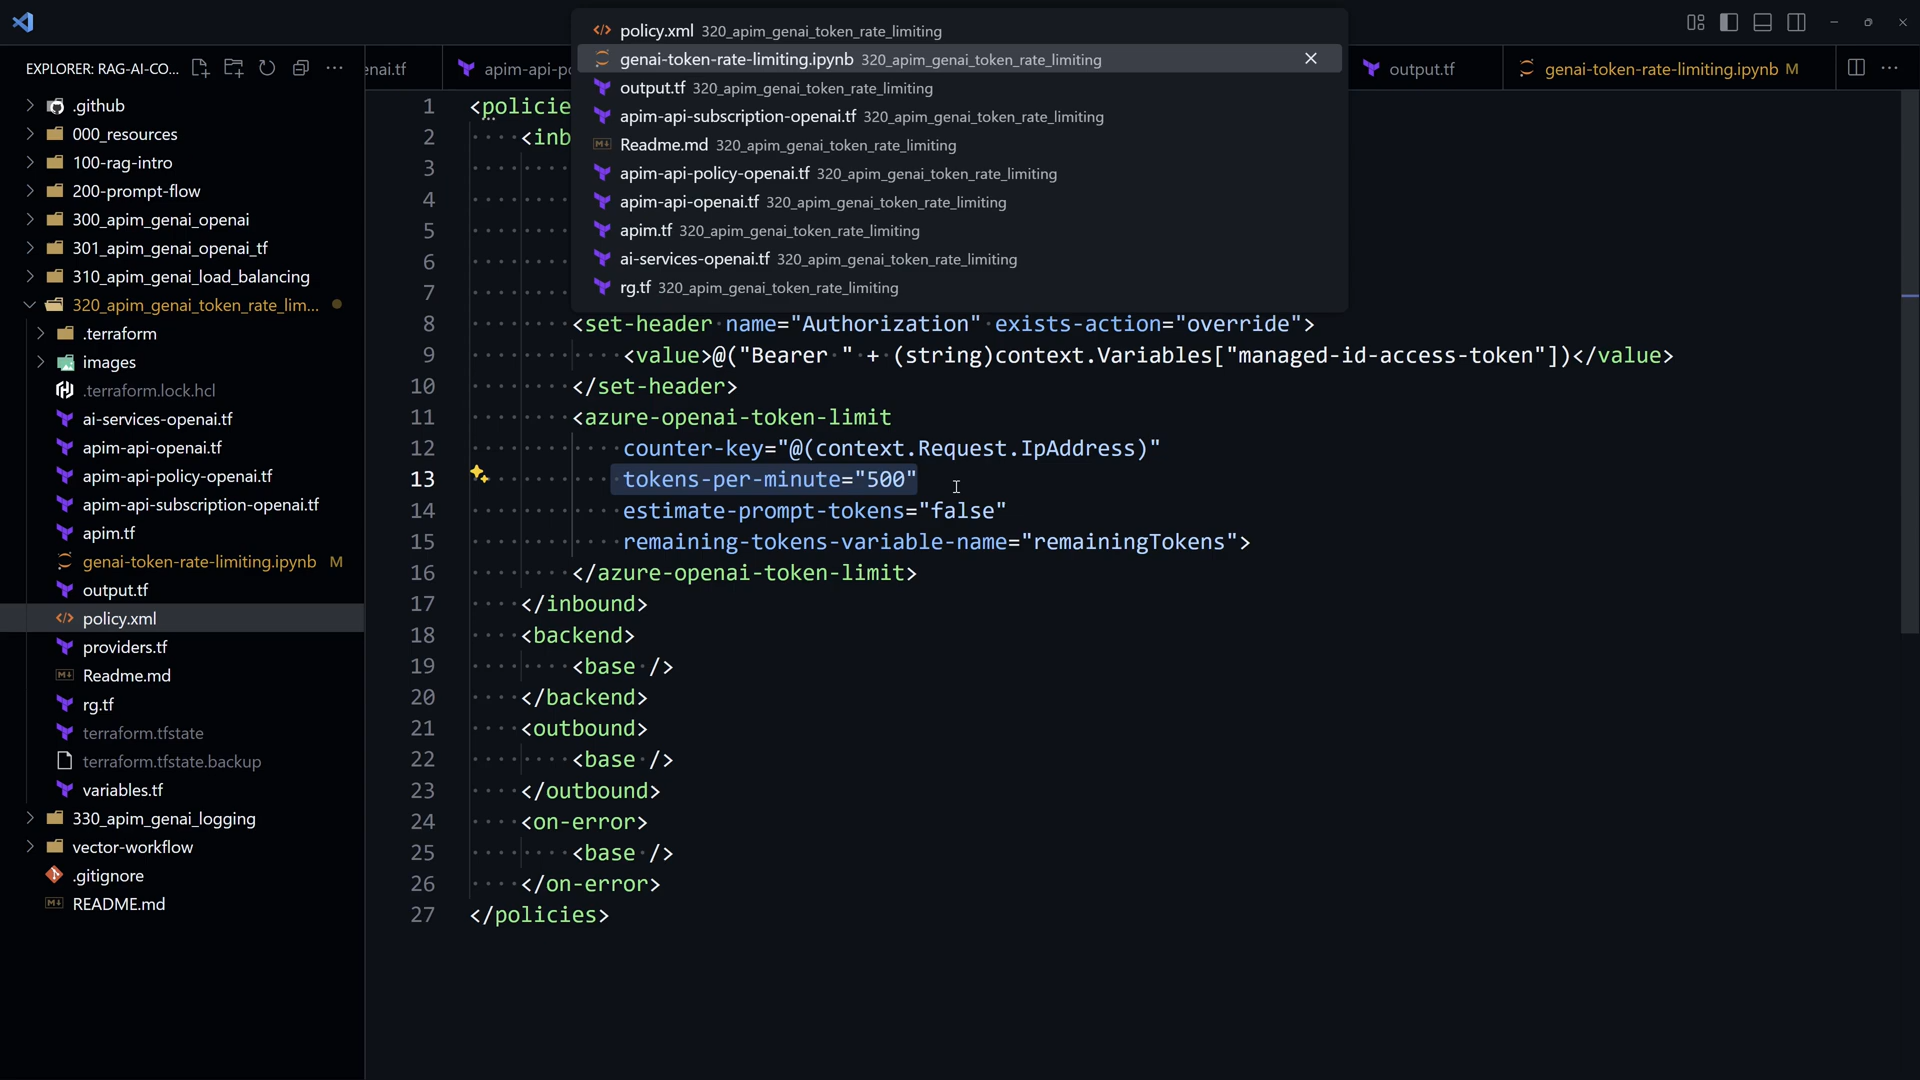 policy.xml 320_apim_genai_token_rate_limiting
genai-token-rate-limiting.ipynb 320_apim_genai_token_rate_limiting
output.tf 320_apim_genai_token_rate_limiting
apim-api-subscription-openai.tf 320_apim_genai_token_rate_limiting
Readme.md 320_apim_genai_token_rate_limiting
apim-api-policy-openai.tf 320_apim_genai_token_rate_limiting
apim-api-openai.tf 320_apim_genai_token_rate_limiting
apim.tf 320_apim_genai_token_rate_limiting
ai-services-openai.tf 320_apim_genai_token_rate_limiting
rg.tf 320_apim_genai_token_rate_limiting
EXPLORER: RAG-AI-CO...
enai.tf
apim-api-po
output.tf
genai-token-rate-limiting.ipynb M
.github
000_resources
100-rag-intro
200-prompt-flow
300_apim_genai_openai
301_apim_genai_openai_tf
310_apim_genai_load_balancing
320_apim_genai_token_rate_lim...
.terraform
images
.terraform.lock.hcl
ai-services-openai.tf
apim-api-openai.tf
apim-api-policy-openai.tf
apim-api-subscription-openai.tf
apim.tf
genai-token-rate-limiting.ipynb M
output.tf
policy.xml
providers.tf
Readme.md
rg.tf
terraform.tfstate
terraform.tfstate.backup
variables.tf
330_apim_genai_logging
vector-workflow
.gitignore
README.md
1 <policie
2 <inb
3
4
5
6
7
8 <set-header name="Authorization" exists-action="override">
9 <value>@("Bearer " + (string)context.Variables["managed-id-access-token"])</value>
10 </set-header>
11 <azure-openai-token-limit
12 counter-key="@(context.Request.IpAddress)"
13 tokens-per-minute="500"
14 estimate-prompt-tokens="false"
15 remaining-tokens-variable-name="remainingTokens">
16 </azure-openai-token-limit>
17 </inbound>
18 <backend>
19 <base />
20 </backend>
21 <outbound>
22 <base />
23 </outbound>
24 <on-error>
25 <base />
26 </on-error>
27 </policies>